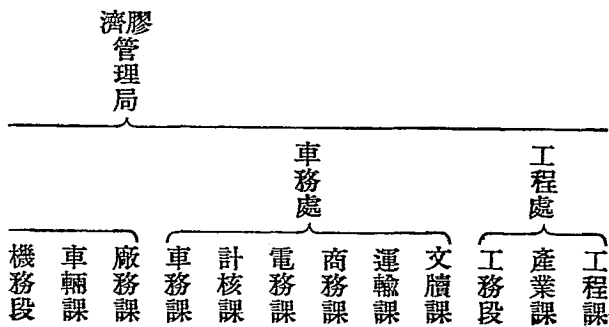 膠濟管理局
工程處
工程課
產業課
工務段
車務處
文牘課
運輸課
商務課
電務課
計核課
車務課
廠務課
車輛課
機務段